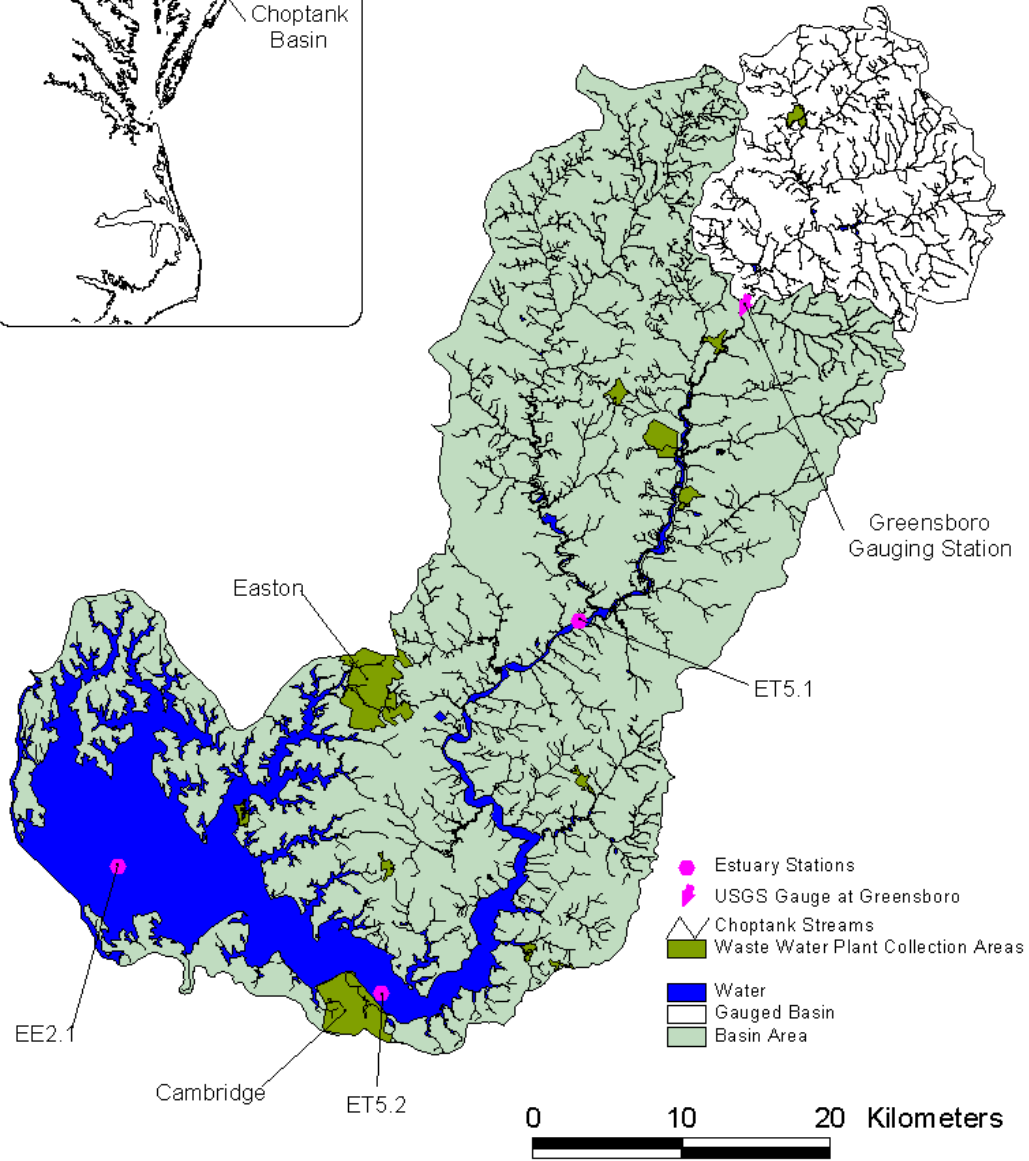 Choptank
Basin
Greensboro
Gauging Station
Easton
ET5.1
Estuary Stations
USGS Gauge at Greensboro
Choptank Streams
Waste Water Plant Collection Areas
Water
Gauged Basin
Basin Area
EE2.1
Cambridge
ET5.2
0 10 20 Kilometers